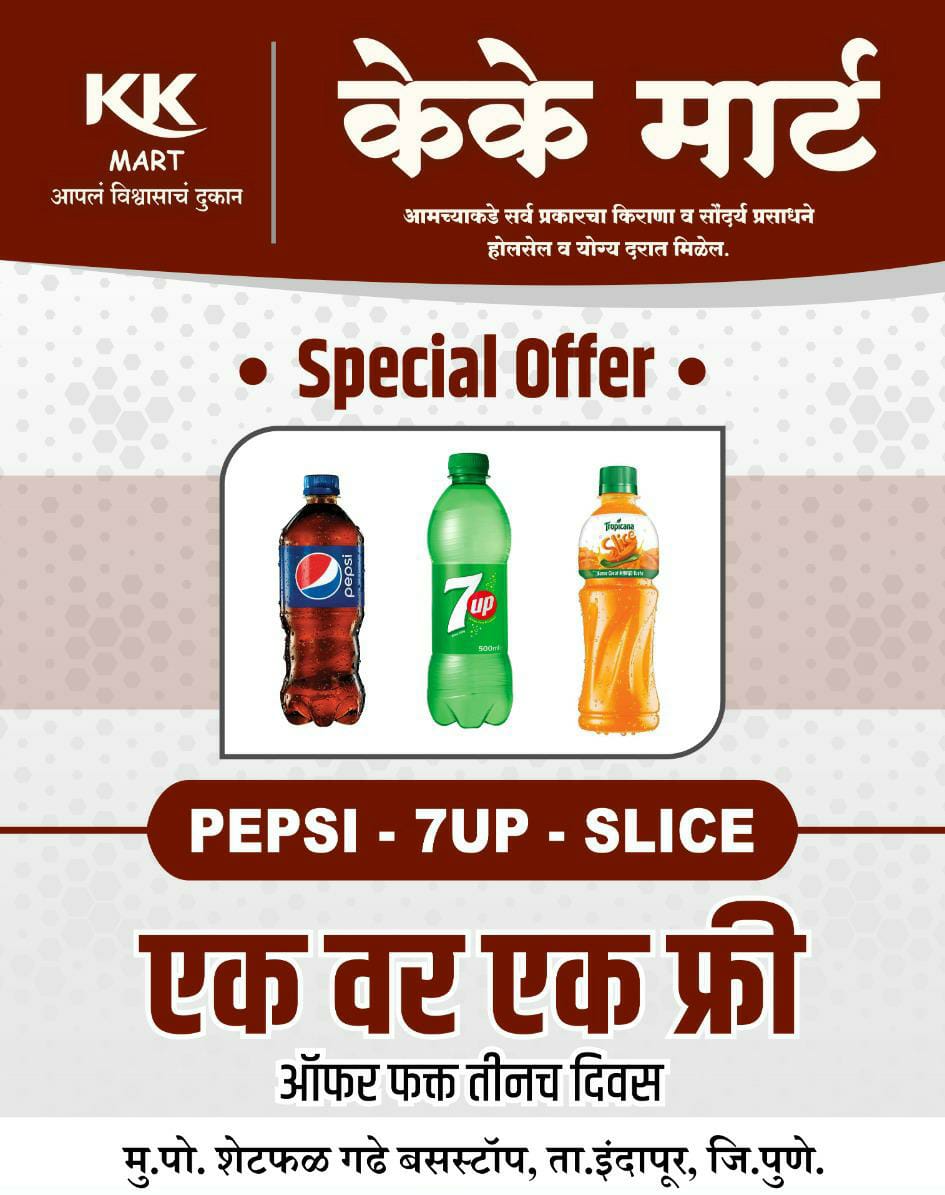 KK
MART
आपलं विश्वासाचं दुकान
केके मार्ट
आमच्याकडे सर्व प्रकारचा किराणा व सौंदर्य प्रसाधने
होलसेल व योग्य दरात मिळेल.
• Special Offer •
pepsi
7up
500ml
Tropicana
Slice
PEPSI - 7UP - SLICE
एक वर एक फ्री
ऑफर फक्त तीनच दिवस
मु.पो. शेटफळ गढे बसस्टॉप, ता.इंदापूर, जि.पुणे.